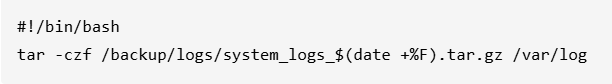 #!/bin/bash
tar -czf /backup/logs/system_logs_$(date +%F).tar.gz /var/log